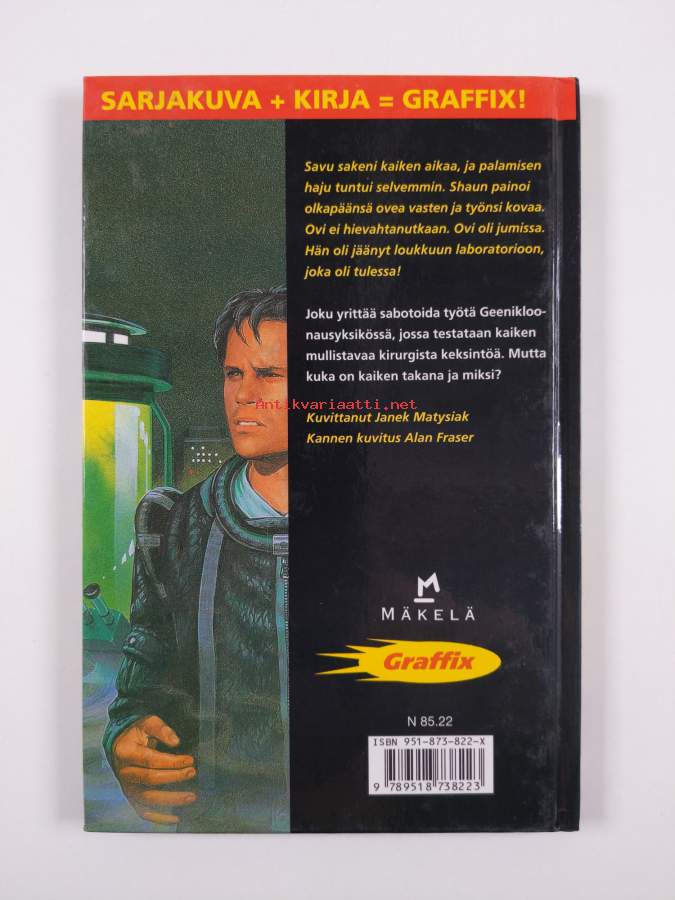 SARJAKUVA + KIRJA = GRAFFIX!
Savu sakeni kaiken aikaa, ja palamisen
haju tuntui selvemmin. Shaun painoi
olkapäänsä ovea vasten ja työnsi kovaa.
Ovi ei hievahtanutkaan. Ovi oli jumissa.
Hän oli jäänyt loukkuun laboratorioon,
joka oli tulessa!
Joku yrittää sabotoida työtä Geenikloo-
nausyksikössä, jossa testataan kaiken
mullistavaa kirurgista keksintöä. Mutta
kuka on kaiken takana ja miksi?
Antikvariaatti.net
Kuvittanut Janek Matysiak
Kannen kuvitus Alan Fraser
M
MÄKELÄ
Graffix
N 85.22
ISBN 951-873-822-X
9 789518 738223